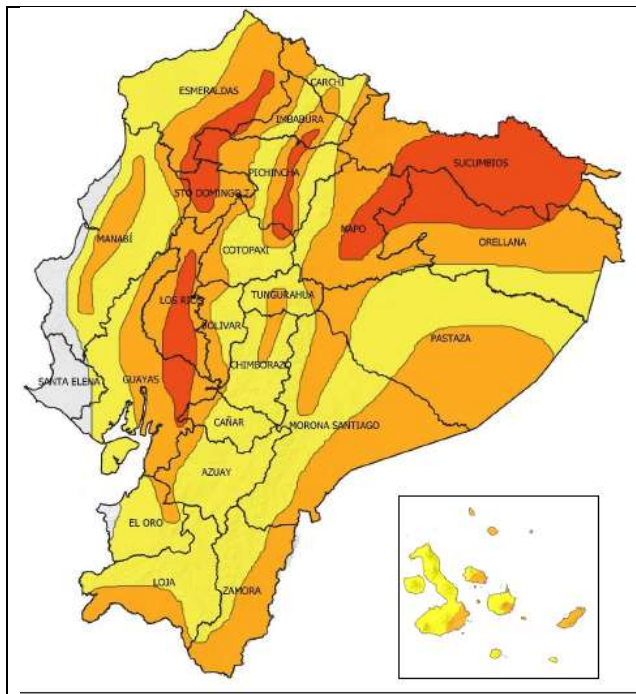 CARCHI
ESMERALDAS
IMBABURA
SUCUMBIOS
PICHINCHA
STO DOMINGO T.
NAPO
MANABÍ
ORELLANA
COTOPAXI
TUNGURAHUA
LOS RIOS
BOLIVAR
PASTAZA
CHIMBORAZO
SANTA ELENA
GUAYAS
CAÑAR
MORONA SANTIAGO
AZUAY
EL ORO
LOJA
ZAMORA